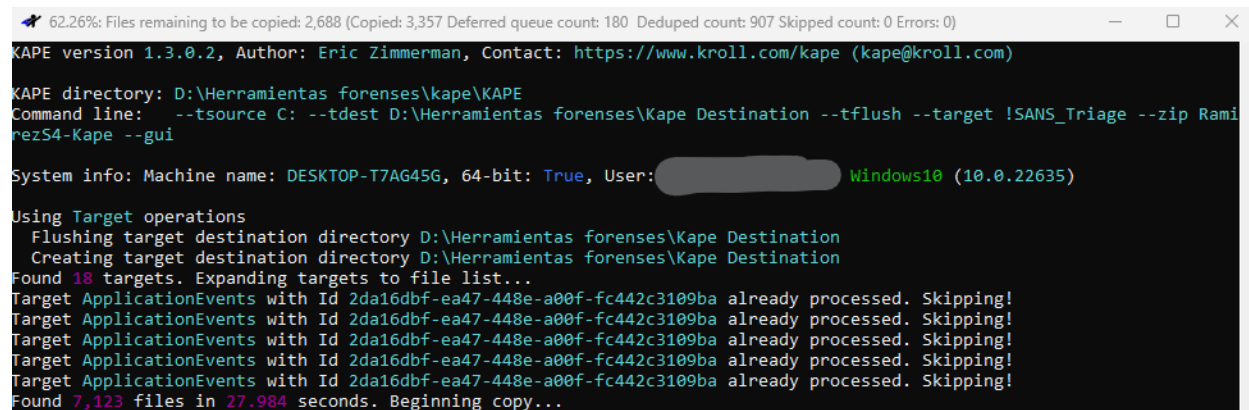 62.26%: Files remaining to be copied: 2,688 (Copied: 3,357 Deferred queue count: 180 Deduped count: 907 Skipped count: 0 Errors: 0)
KAPE version 1.3.0.2, Author: Eric Zimmerman, Contact: https://www.kroll.com/kape (kape@kroll.com)
KAPE directory: D:\Herramientas forenses\kape\KAPE
Command line:   --tsource C: --tdest D:\Herramientas forenses\Kape Destination --tflush --target !SANS_Triage --zip Rami
rezS4-Kape --gui
System info: Machine name: DESKTOP-T7AG45G, 64-bit: True, User: Windows10 (10.0.22635)
Using Target operations
  Flushing target destination directory D:\Herramientas forenses\Kape Destination
  Creating target destination directory D:\Herramientas forenses\Kape Destination
Found 18 targets. Expanding targets to file list...
Target ApplicationEvents with Id 2da16dbf-ea47-448e-a00f-fc442c3109ba already processed. Skipping!
Target ApplicationEvents with Id 2da16dbf-ea47-448e-a00f-fc442c3109ba already processed. Skipping!
Target ApplicationEvents with Id 2da16dbf-ea47-448e-a00f-fc442c3109ba already processed. Skipping!
Target ApplicationEvents with Id 2da16dbf-ea47-448e-a00f-fc442c3109ba already processed. Skipping!
Target ApplicationEvents with Id 2da16dbf-ea47-448e-a00f-fc442c3109ba already processed. Skipping!
Found 7,123 files in 27.984 seconds. Beginning copy...